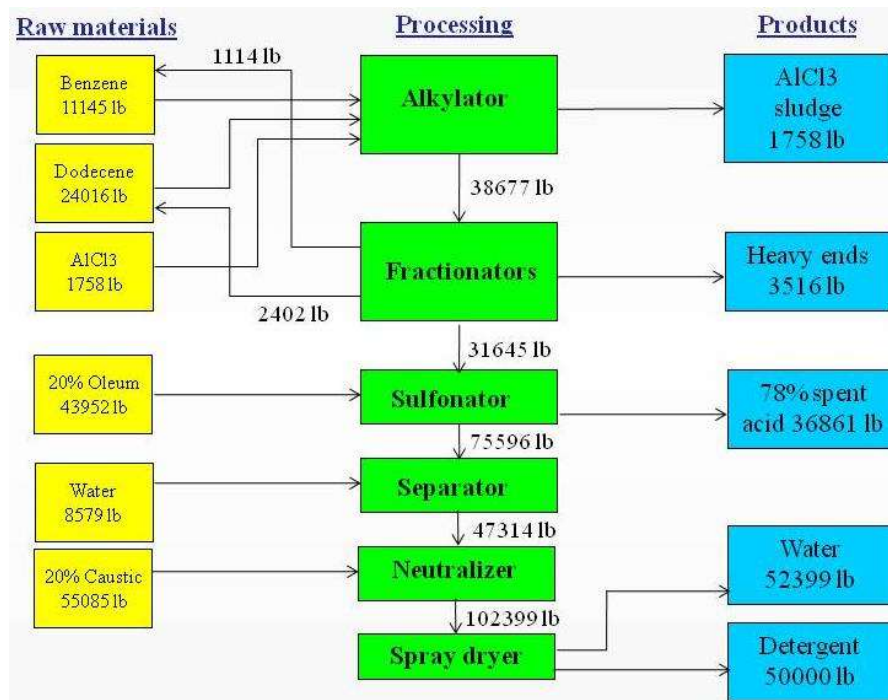 Raw materials
Processing
Products
1114 lb
Benzene
11145 lb
Alkylator
AlCl3
sludge
1758 lb
Dodecene
24016 lb
38677 lb
AlCl3
1758 lb
Fractionators
Heavy ends
3516 lb
2402 lb
31645 lb
20% Oleum
43952 lb
Sulfonator
78% spent
acid 36861 lb
75596 lb
Water
8579 lb
Separator
47314 lb
20% Caustic
55085 lb
Neutralizer
Water
52399 lb
102399 lb
Spray dryer
Detergent
50000 lb